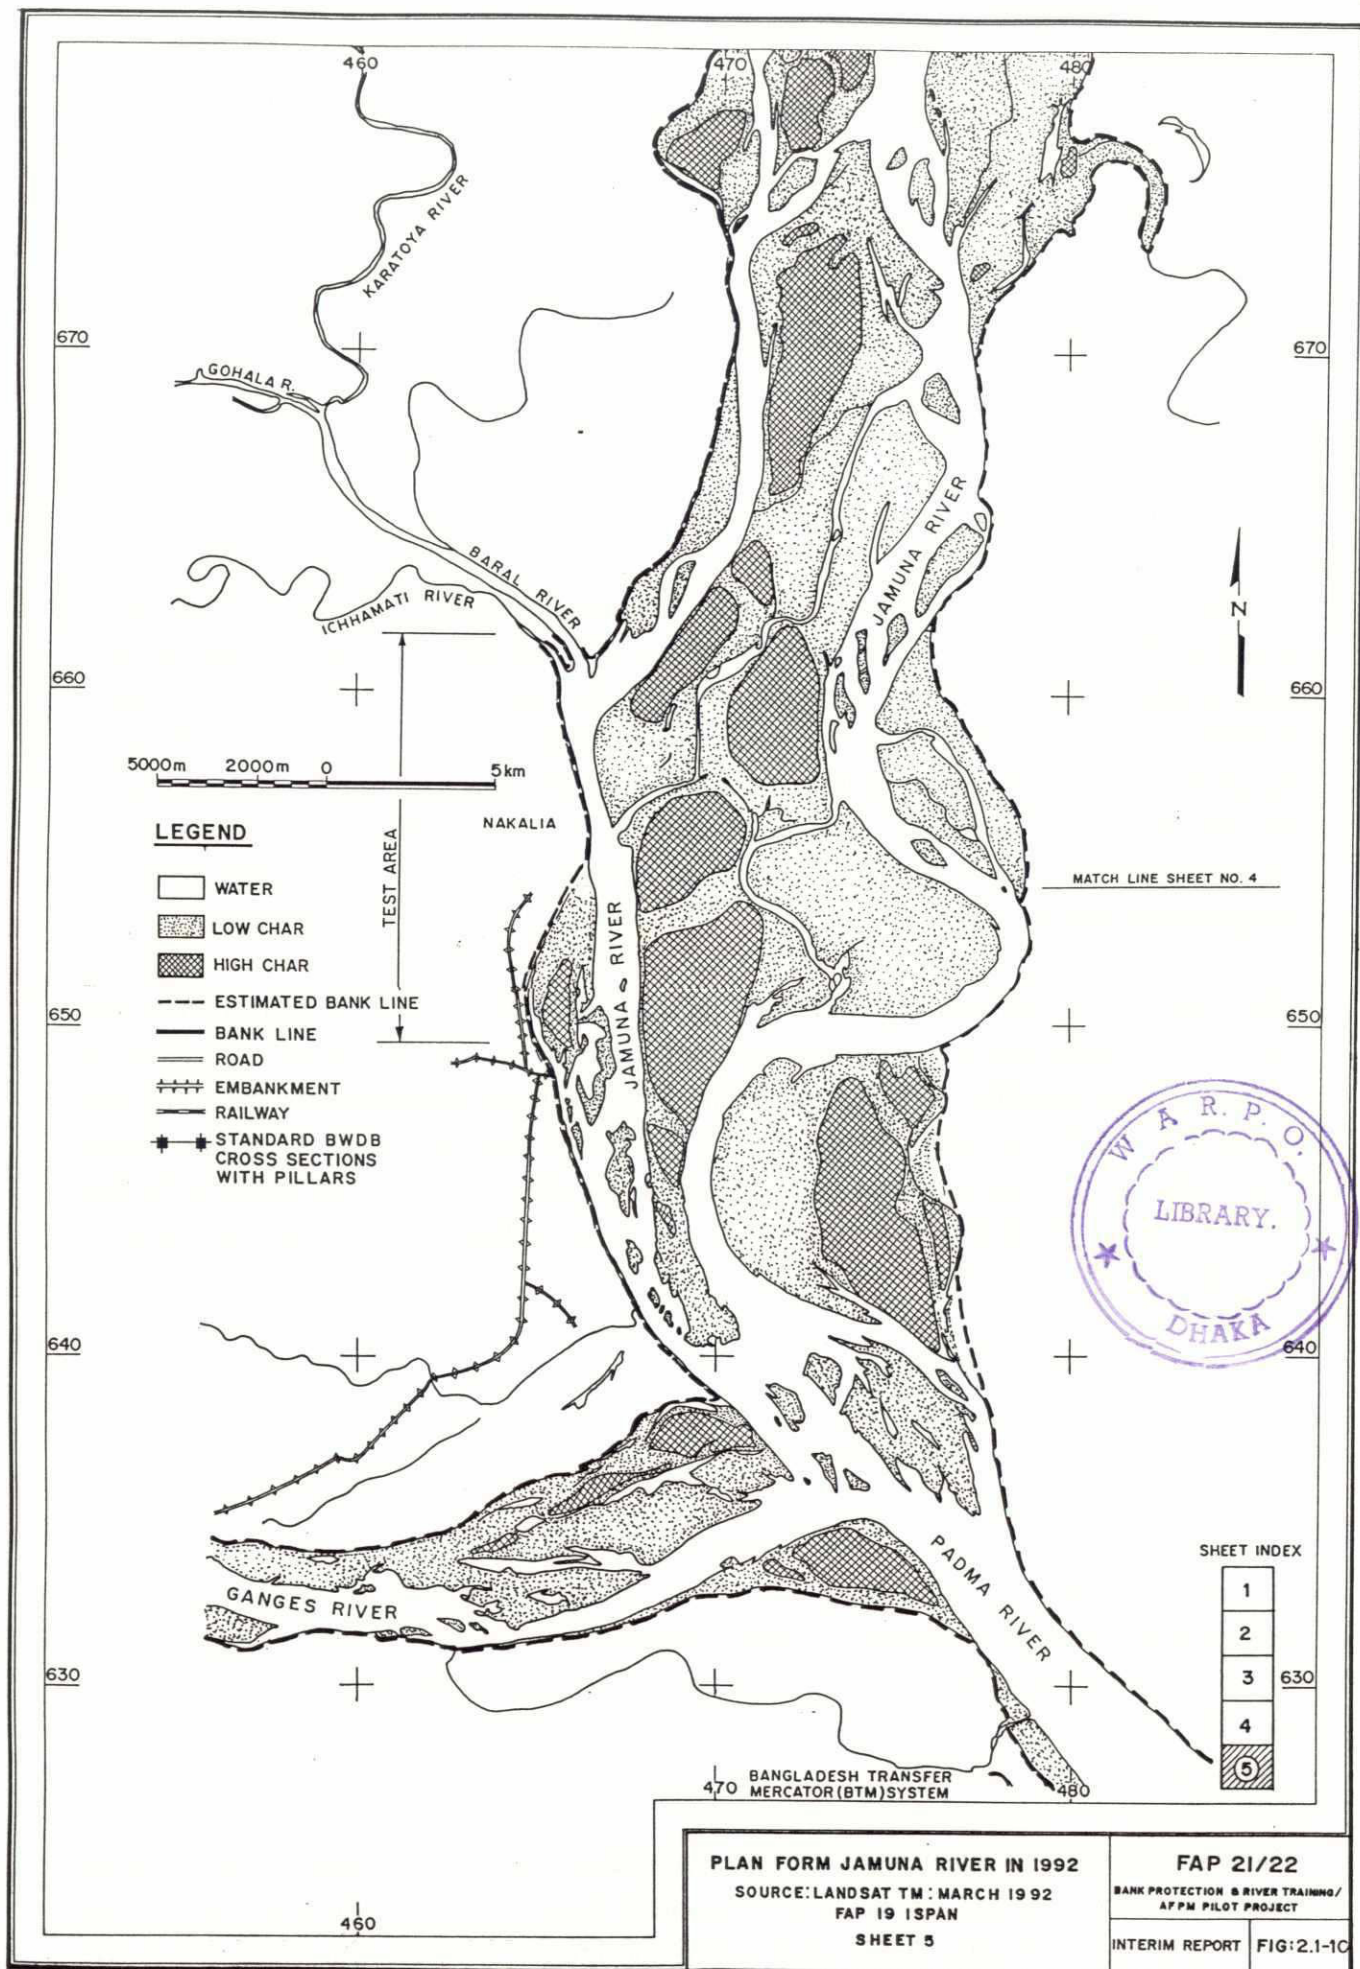 460
470
480
KARATOYA RIVER
670
670
GOHALA R.
BARAL RIVER
ICHHAMATI RIVER
JAMUNA RIVER
N
660
660
5000m 2000m 0 5km
NAKALIA
TEST AREA
LEGEND
WATER
LOW CHAR
HIGH CHAR
ESTIMATED BANK LINE
BANK LINE
ROAD
EMBANKMENT
RAILWAY
STANDARD BWDB
CROSS SECTIONS
WITH PILLARS
MATCH LINE SHEET NO. 4
JAMUNA RIVER
650
650
W A R. P. O.
LIBRARY.
DHAKA
640
640
GANGES RIVER
PADMA RIVER
630
630
SHEET INDEX
1
2
3
4
5
470
480
BANGLADESH TRANSFER
MERCATOR (BTM) SYSTEM
460
PLAN FORM JAMUNA RIVER IN 1992
SOURCE: LANDSAT TM: MARCH 1992
FAP 19 ISPAN
SHEET 5
FAP 21/22
BANK PROTECTION & RIVER TRAINING/
AFPM PILOT PROJECT
INTERIM REPORT
FIG: 2.1-1C